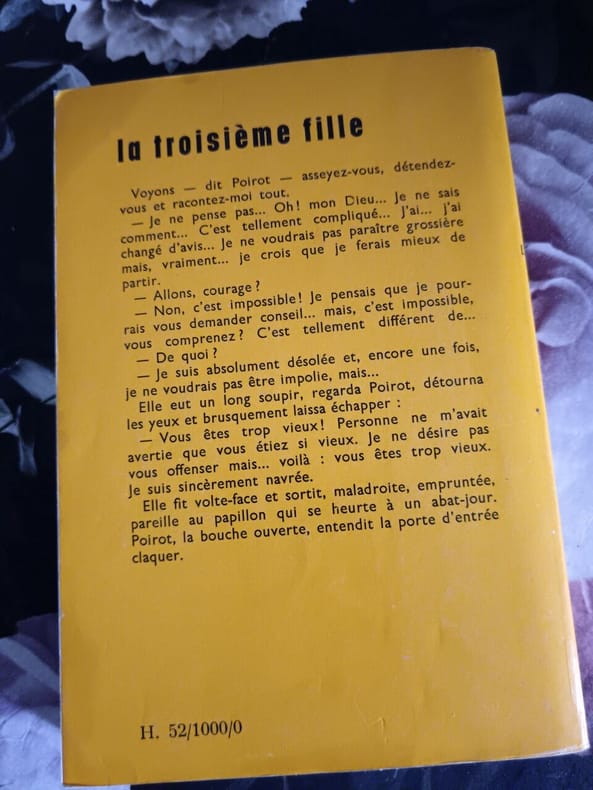 la troisième fille
Voyons — dit Poirot — asseyez-vous, détendez-
vous et racontez-moi tout.
— Je ne pense pas... Oh! mon Dieu... Je ne sais
comment... C'est tellement compliqué... J'ai... j'ai
changé d'avis... Je ne voudrais pas paraître grossière
mais, vraiment... je crois que je ferais mieux de
partir.
— Allons, courage?
— Non, c'est impossible! Je pensais que je pour-
rais vous demander conseil... mais, c'est impossible,
vous comprenez? C'est tellement différent de...
— De quoi?
— Je suis absolument désolée et, encore une fois,
je ne voudrais pas être impolie, mais...
Elle eut un long soupir, regarda Poirot, détourna
les yeux et brusquement laissa échapper :
— Vous êtes trop vieux! Personne ne m'avait
avertie que vous étiez si vieux. Je ne désire pas
vous offenser mais... voilà : vous êtes trop vieux.
Je suis sincèrement navrée.
Elle fit volte-face et sortit, maladroite, empruntée,
pareille au papillon qui se heurte à un abat-jour.
Poirot, la bouche ouverte, entendit la porte d'entrée
claquer.
H. 52/1000/0